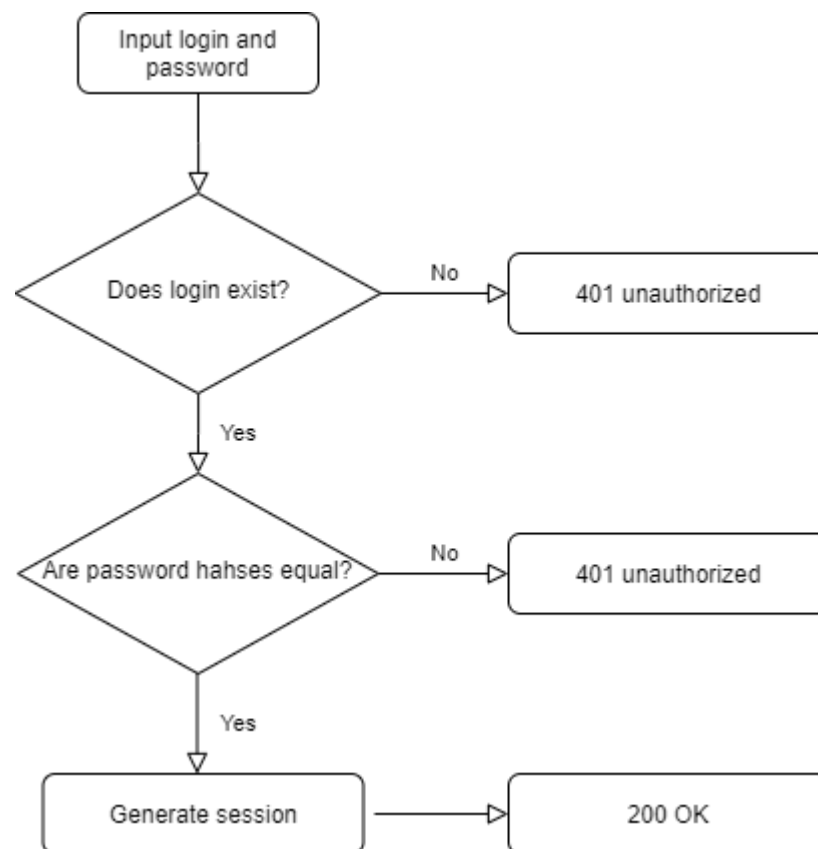 Input login and
password
Does login exist?
No
401 unauthorized
Yes
Are password hahses equal?
No
401 unauthorized
Yes
Generate session
200 OK